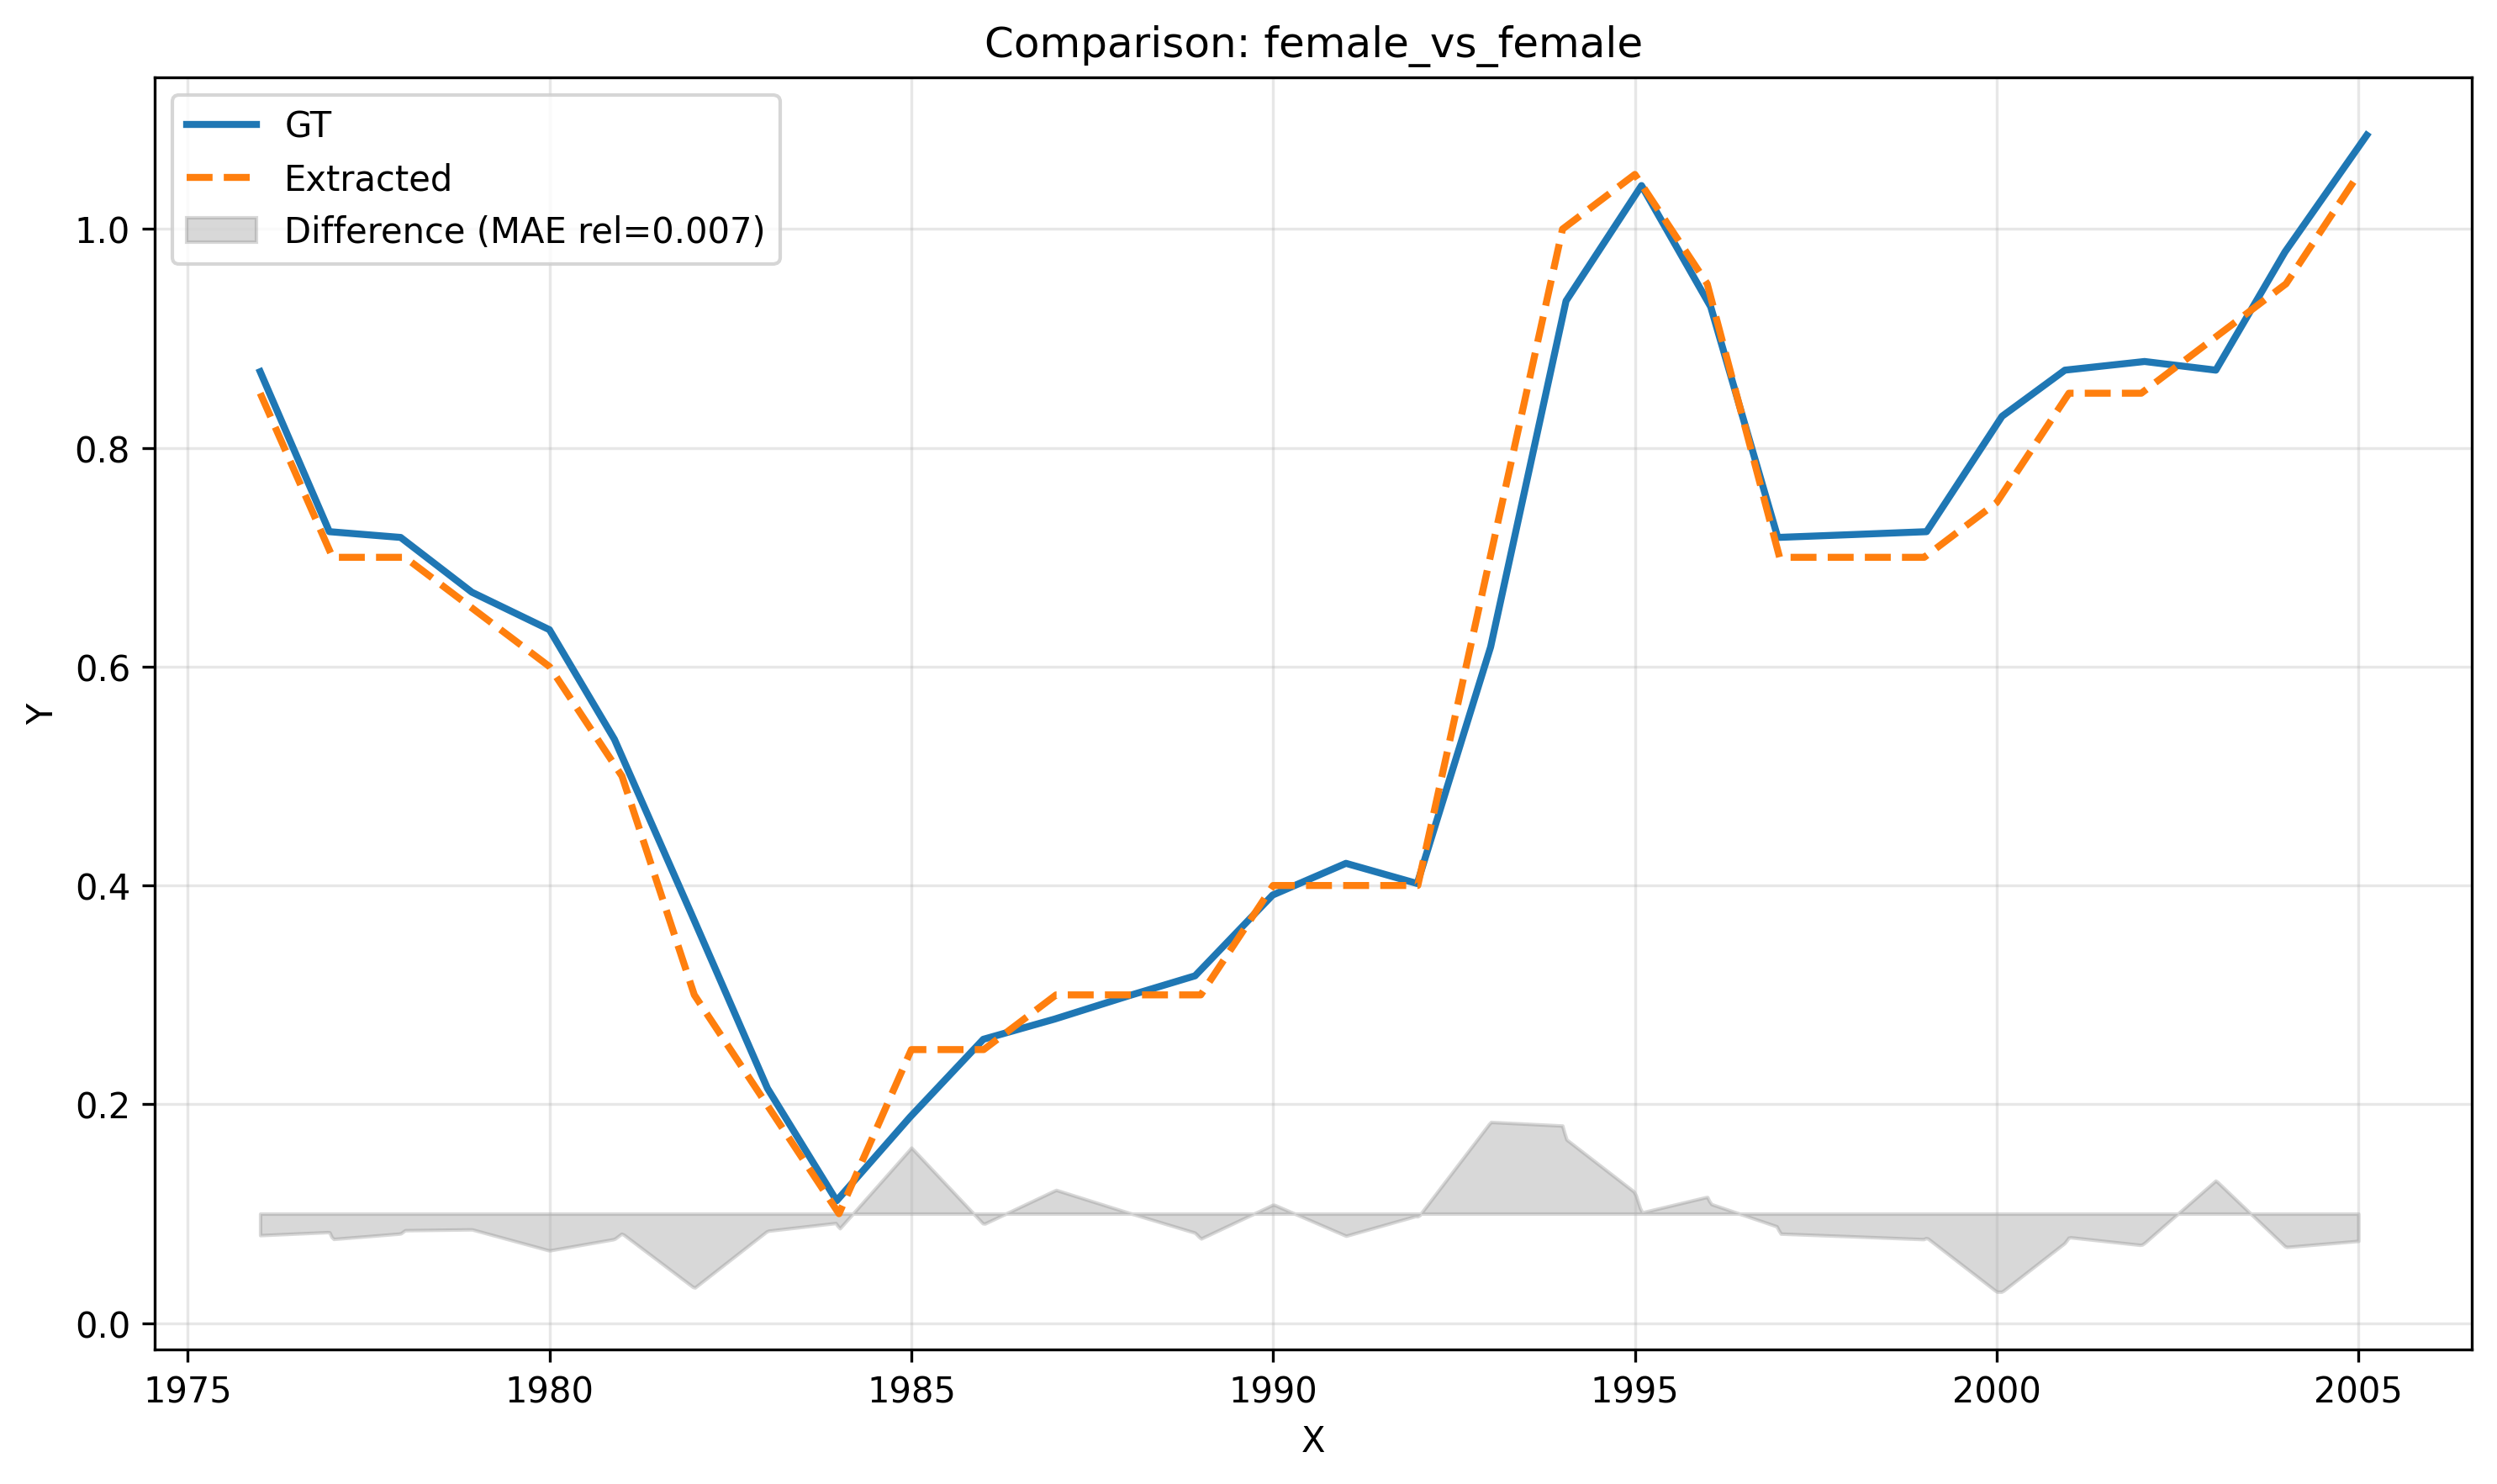 Comparison: female_vs_female
GT
Extracted
Difference (MAE rel=0.007)
Y
1.0
0.8
0.6
0.4
0.2
0.0
1975 1980 1985 1990 1995 2000 2005
X